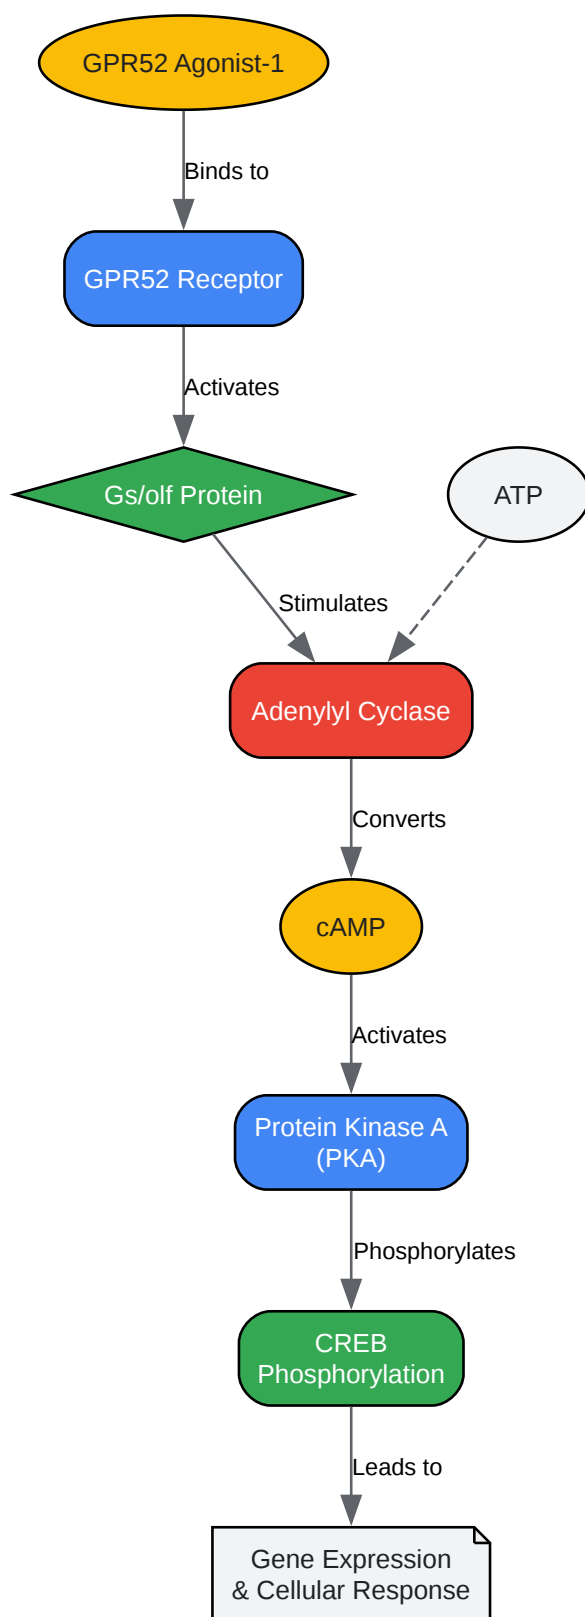 GPR52 Agonist-1
Binds to
GPR52 Receptor
Activates
Gs/olf Protein
ATP
Stimulates
Adenylyl Cyclase
Converts
cAMP
Activates
Protein Kinase A
(PKA)
Phosphorylates
CREB
Phosphorylation
Leads to
Gene Expression
& Cellular Response